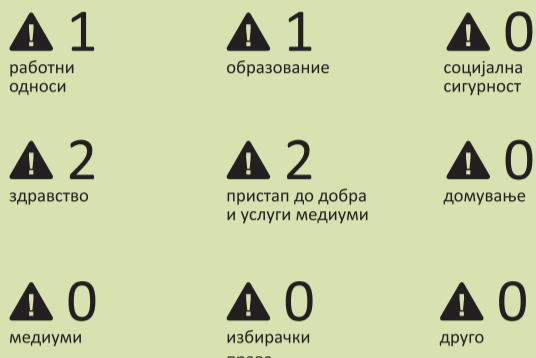 1
работни
односи
1
образование
0
социјална
сигурност
2
здравство
2
пристап до добра
и услуги медиуми
0
домување
0
медиуми
0
избирачки
права
0
друго